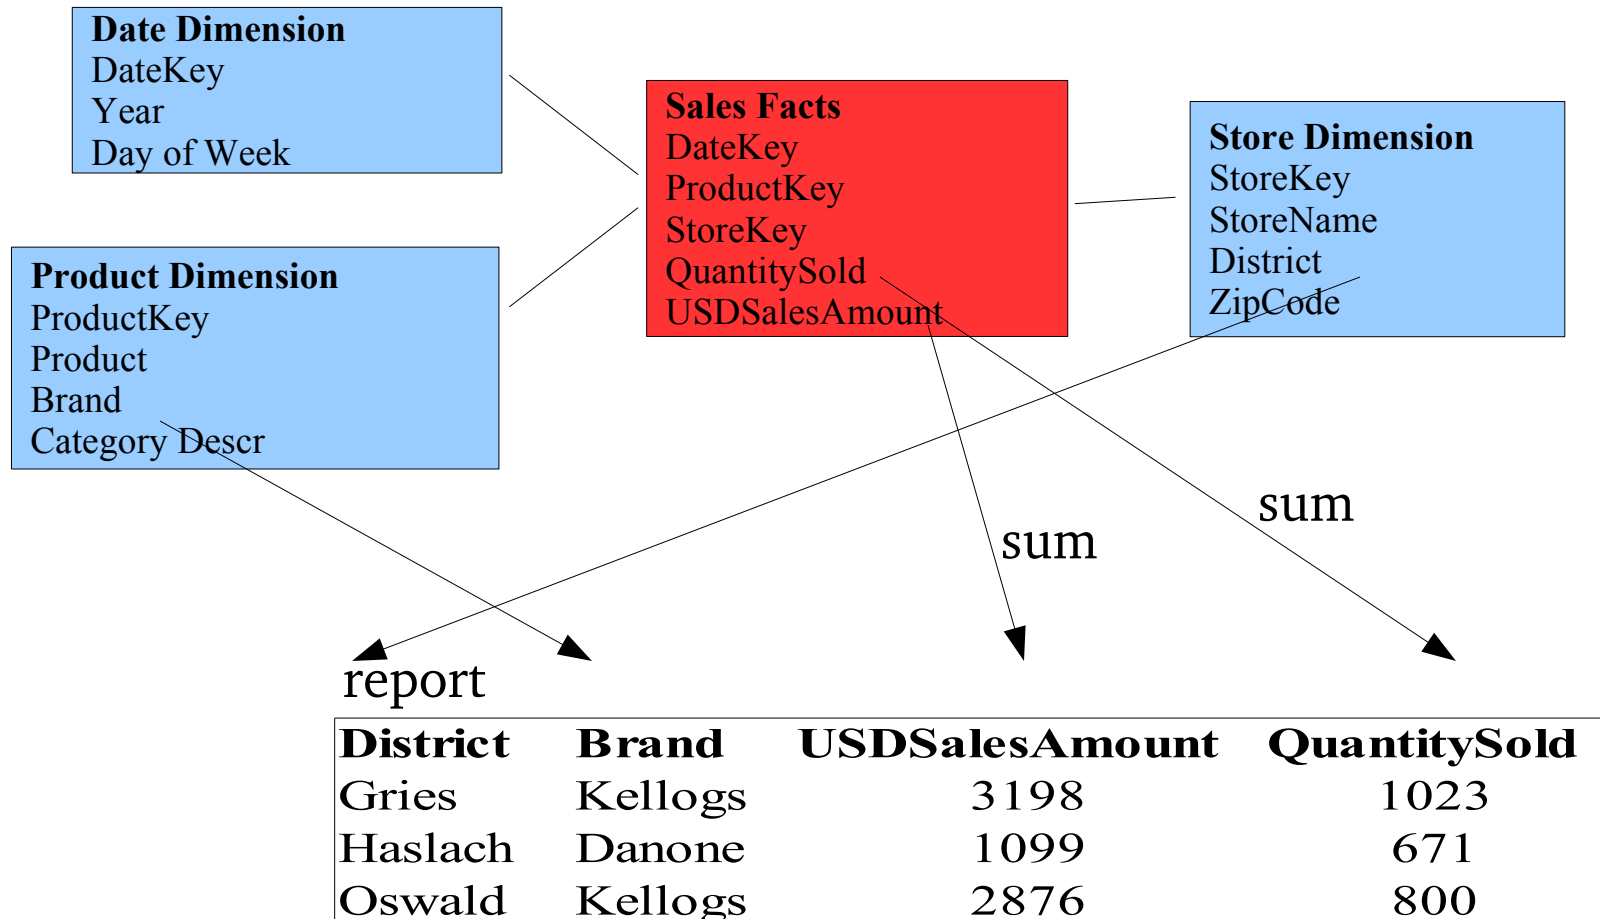 Date Dimension
DateKey
Year
Day of Week
Sales Facts
DateKey
ProductKey
StoreKey
QuantitySold
USDSalesAmount
Store Dimension
StoreKey
StoreName
District
ZipCode
Product Dimension
ProductKey
Product
Brand
Category Descr
sum
sum
report
District Brand USDSalesAmount QuantitySold
Gries Kellogs 3198 1023
Haslach Danone 1099 671
Oswald Kellogs 2876 800